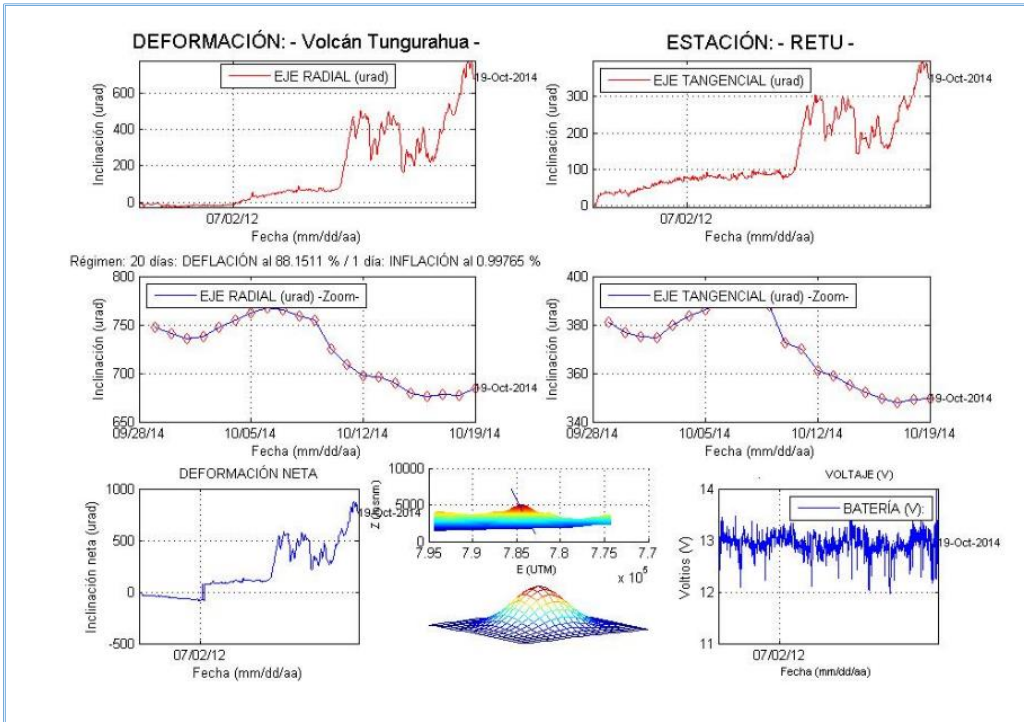 DEFORMACIÓN: - Volcán Tungurahua -
ESTACIÓN: - RETU -
EJE RADIAL (urad)
19-Oct-2014
Inclinación (urad)
600
400
200
0
07/02/12
Fecha (mm/dd/aa)
EJE TANGENCIAL (urad)
19-Oct-2014
Inclinación (urad)
300
200
100
0
07/02/12
Fecha (mm/dd/aa)
Régimen: 20 días: DEFLACIÓN al 88.1511 % / 1 día: INFLACIÓN al 0.99765 %
EJE RADIAL (urad) -Zoom-
Inclinación (urad)
800
750
700
650
19-Oct-2014
09/28/14 10/05/14 10/12/14 10/19/14
Fecha (mm/dd/aa)
EJE TANGENCIAL (urad) -Zoom-
Inclinación (urad)
400
380
360
340
19-Oct-2014
09/28/14 10/05/14 10/12/14 10/19/14
Fecha (mm/dd/aa)
DEFORMACIÓN NETA
Inclinación neta (urad)
1000
500
0
-500
19-Oct-2014
07/02/12
Fecha (mm/dd/aa)
10000
5000
0
7.95 7.9 7.85 7.8 7.75 7.7
E (UTM)
x 10⁵
VOLTAJE (V)
BATERÍA (V):
Voltios (V)
14
13
12
11
19-Oct-2014
07/02/12
Fecha (mm/dd/aa)